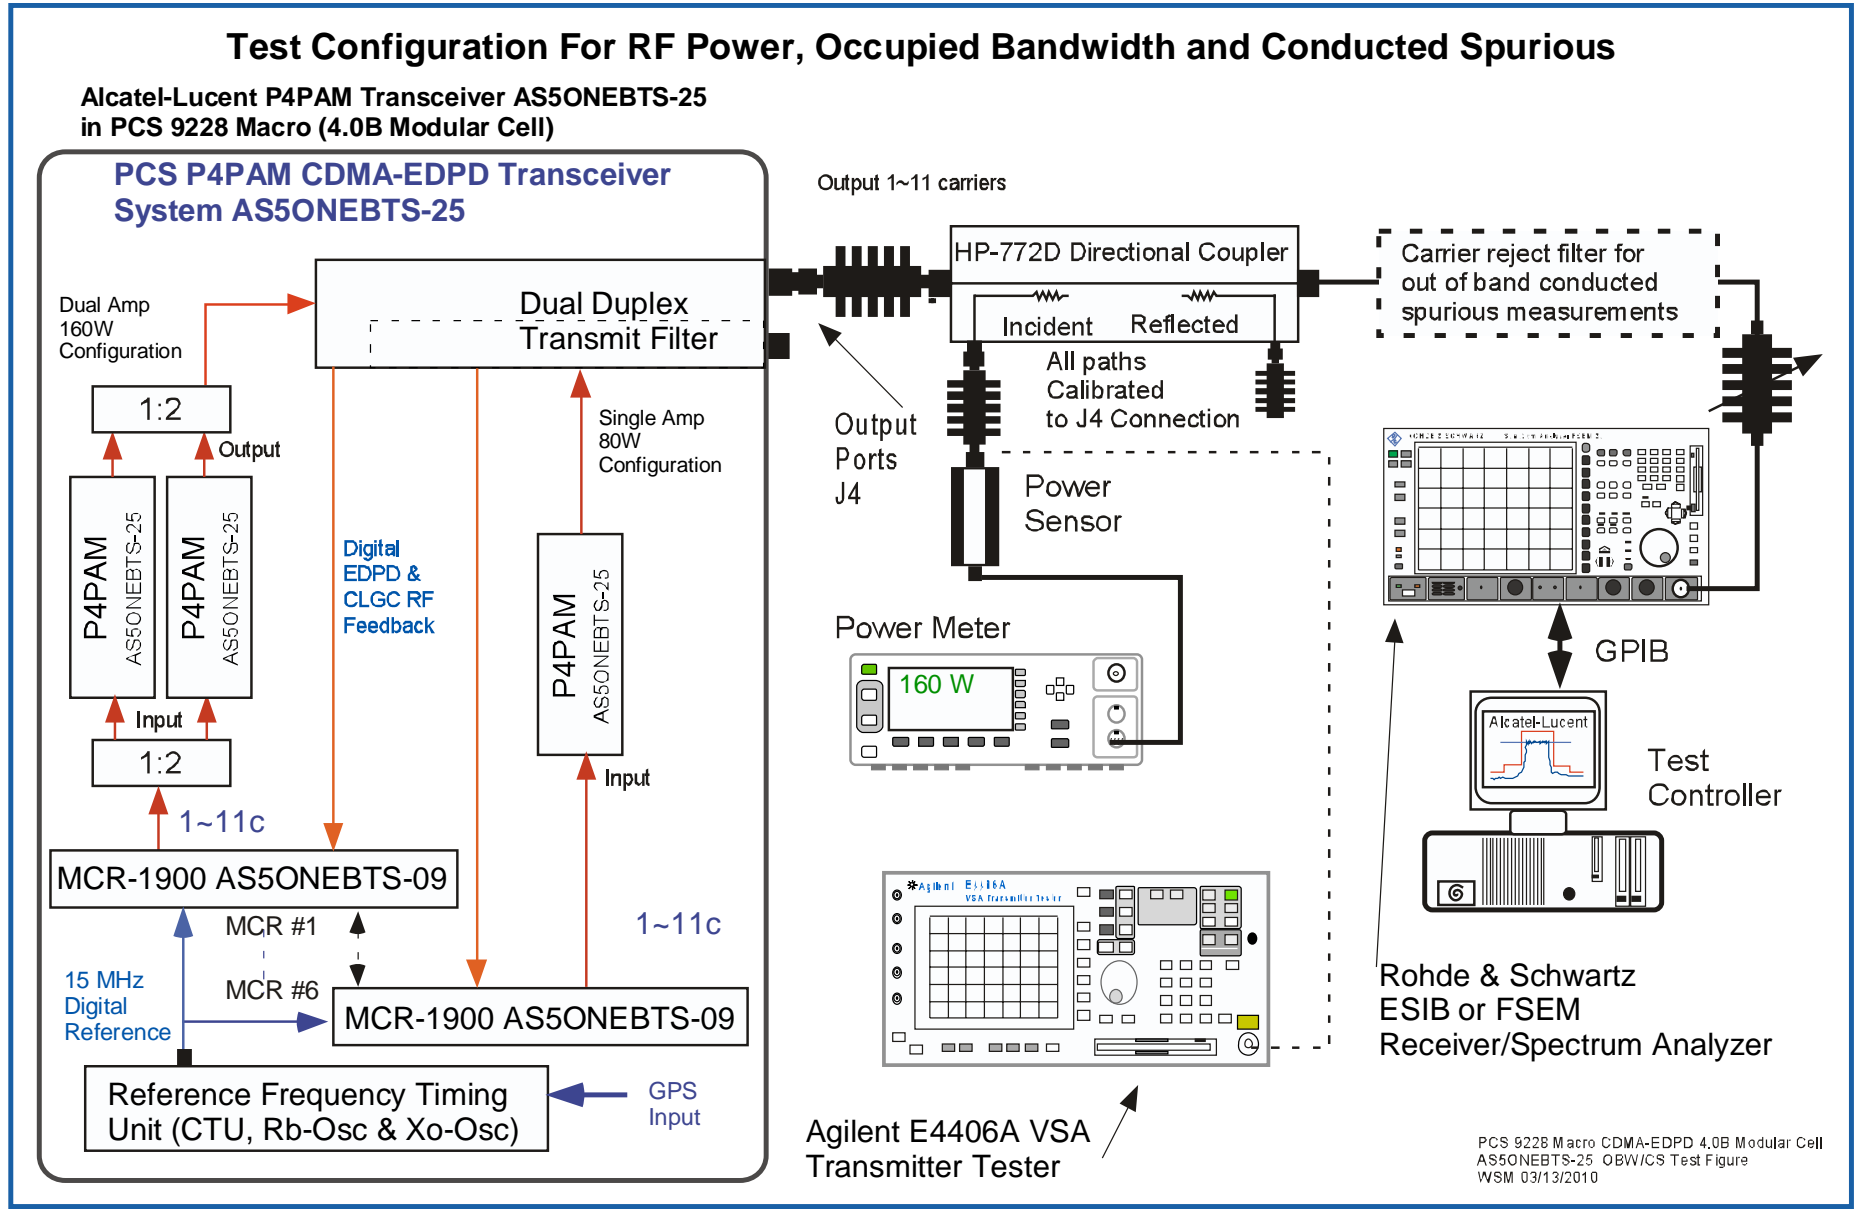 Test Configuration For RF Power, Occupied Bandwidth and Conducted Spurious
Alcatel-Lucent P4PAM Transceiver AS5ONEBTS-25
in PCS 9228 Macro (4.0B Modular Cell)
PCS P4PAM CDMA-EDPD Transceiver
System AS5ONEBTS-25
Output 1~11 carriers
HP-772D Directional Coupler
Incident
Reflected
Carrier reject filter for
out of band conducted
spurious measurements
Dual Duplex
Transmit Filter
Dual Amp
160W
Configuration
1:2
Output
P4PAM
AS5ONEBTS-25
P4PAM
AS5ONEBTS-25
Input
1:2
1~11c
Digital
EDPD &
CLGC RF
Feedback
Single Amp
80W
Configuration
P4PAM
AS5ONEBTS-25
Input
1~11c
All paths
Calibrated
to J4 Connection
Output
Ports
J4
Power
Sensor
Power Meter
160 W
GPIB
Alcatel-Lucent
Test
Controller
MCR-1900 AS5ONEBTS-09
MCR #1
MCR #6
MCR-1900 AS5ONEBTS-09
15 MHz
Digital
Reference
Reference Frequency Timing
Unit (CTU, Rb-Osc & Xo-Osc)
GPS
Input
Agilent E4406A
VSA Transmitter Tester
Agilent E4406A VSA
Transmitter Tester
Rohde & Schwartz
ESIB or FSEM
Receiver/Spectrum Analyzer
PCS 9228 Macro CDMA-EDPD 4.0B Modular Cell
AS5ONEBTS-25 OBW/CS Test Figure
WSM 03/13/2010